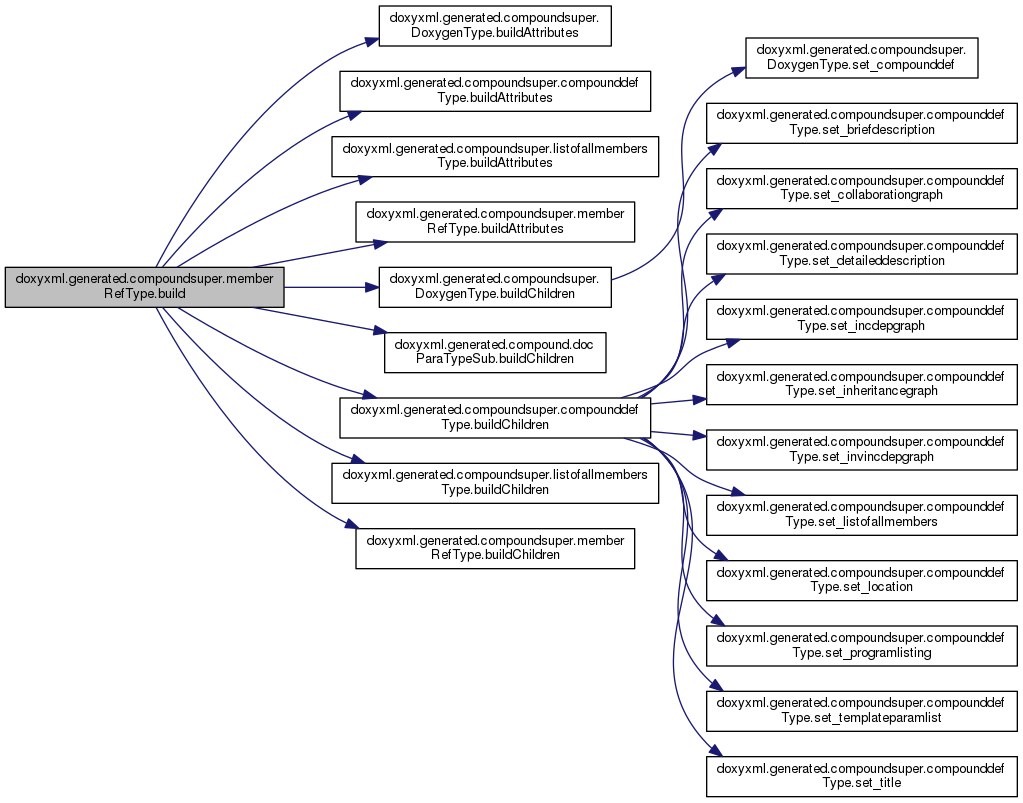 doxyxml.generated.compoundsuper.member
RefType.build
doxyxml.generated.compoundsuper.
DoxygenType.buildAttributes
doxyxml.generated.compoundsuper.compounddef
Type.buildAttributes
doxyxml.generated.compoundsuper.listofallmembers
Type.buildAttributes
doxyxml.generated.compoundsuper.member
RefType.buildAttributes
doxyxml.generated.compoundsuper.
DoxygenType.buildChildren
doxyxml.generated.compound.doc
ParaTypeSub.buildChildren
doxyxml.generated.compoundsuper.compounddef
Type.buildChildren
doxyxml.generated.compoundsuper.listofallmembers
Type.buildChildren
doxyxml.generated.compoundsuper.member
RefType.buildChildren
doxyxml.generated.compoundsuper.
DoxygenType.set_compounddef
doxyxml.generated.compoundsuper.compounddef
Type.set_briefdescription
doxyxml.generated.compoundsuper.compounddef
Type.set_collaborationgraph
doxyxml.generated.compoundsuper.compounddef
Type.set_detaileddescription
doxyxml.generated.compoundsuper.compounddef
Type.set_incdepgraph
doxyxml.generated.compoundsuper.compounddef
Type.set_inheritancegraph
doxyxml.generated.compoundsuper.compounddef
Type.set_invincdepgraph
doxyxml.generated.compoundsuper.compounddef
Type.set_listofallmembers
doxyxml.generated.compoundsuper.compounddef
Type.set_location
doxyxml.generated.compoundsuper.compounddef
Type.set_programlisting
doxyxml.generated.compoundsuper.compounddef
Type.set_templateparamlist
doxyxml.generated.compoundsuper.compounddef
Type.set_title